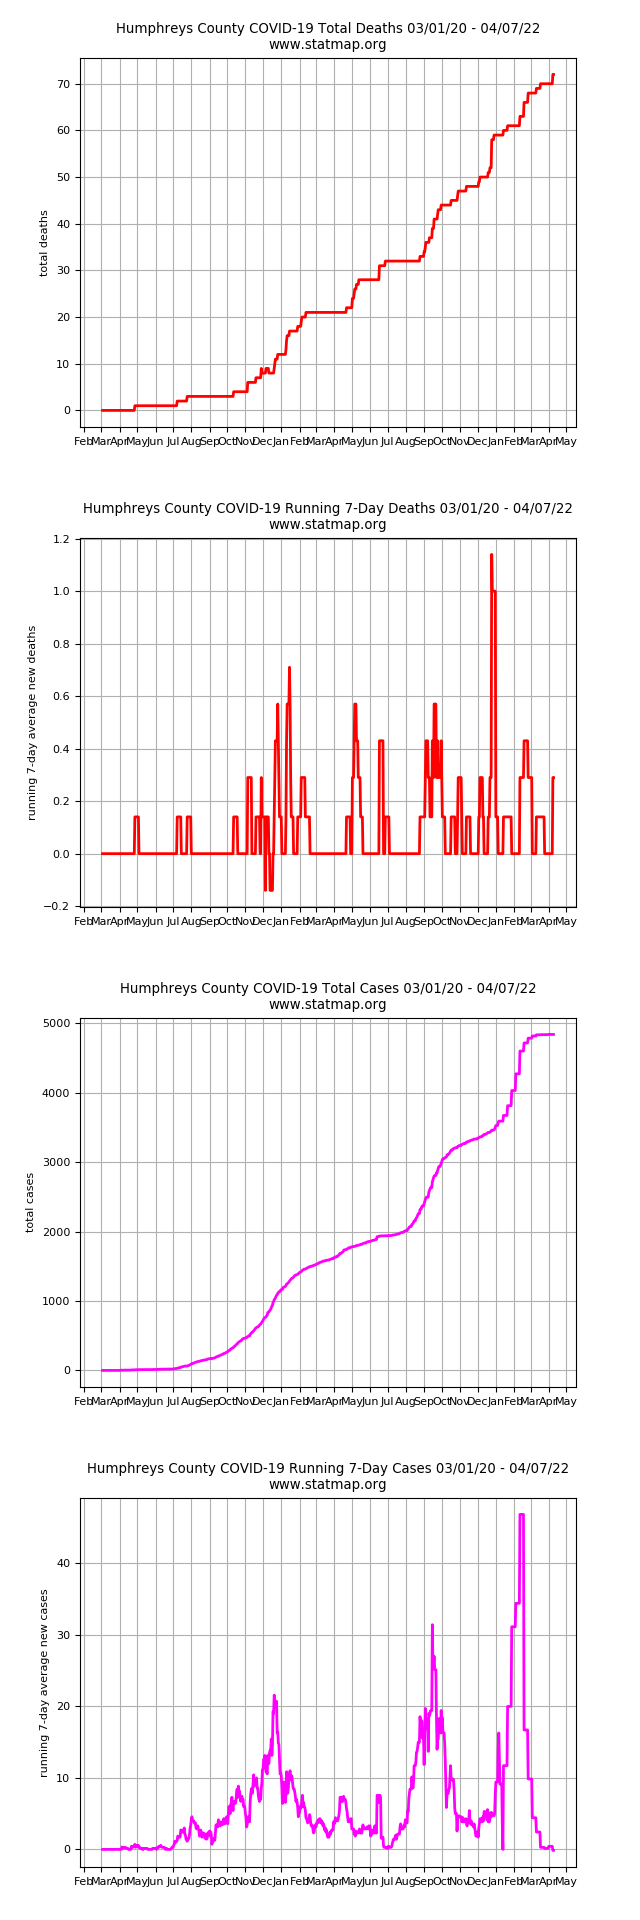 Humphreys County COVID-19 Total Deaths 03/01/20 - 04/07/22
www.statmap.org
70
60
50
40
30
20
10
0
total deaths
Feb Mar Apr May Jun Jul Aug Sep Oct Nov Dec Jan Feb Mar Apr May Jun Jul Aug Sep Oct Nov Dec Jan Feb Mar Apr May
Humphreys County COVID-19 Running 7-Day Deaths 03/01/20 - 04/07/22
www.statmap.org
1.2
1.0
0.8
0.6
0.4
0.2
0.0
−0.2
running 7-day average new deaths
Feb Mar Apr May Jun Jul Aug Sep Oct Nov Dec Jan Feb Mar Apr May Jun Jul Aug Sep Oct Nov Dec Jan Feb Mar Apr May
Humphreys County COVID-19 Total Cases 03/01/20 - 04/07/22
www.statmap.org
5000
4000
3000
2000
1000
0
total cases
Feb Mar Apr May Jun Jul Aug Sep Oct Nov Dec Jan Feb Mar Apr May Jun Jul Aug Sep Oct Nov Dec Jan Feb Mar Apr May
Humphreys County COVID-19 Running 7-Day Cases 03/01/20 - 04/07/22
www.statmap.org
40
30
20
10
0
running 7-day average new cases
Feb Mar Apr May Jun Jul Aug Sep Oct Nov Dec Jan Feb Mar Apr May Jun Jul Aug Sep Oct Nov Dec Jan Feb Mar Apr May